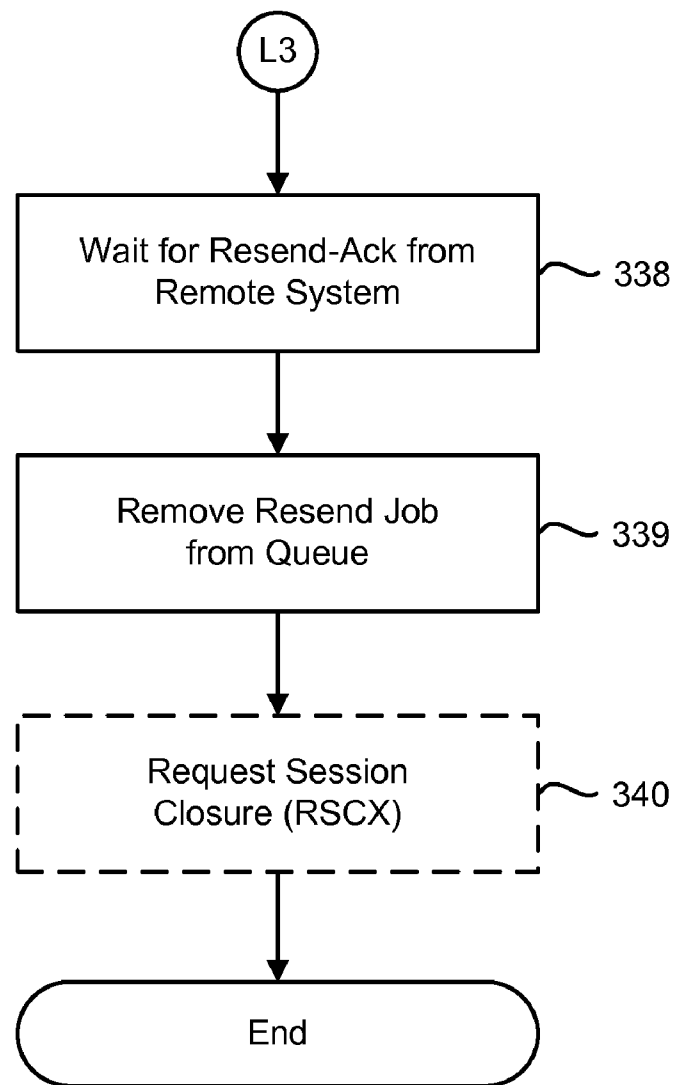 L3
Wait for Resend-Ack from
Remote System
338
Remove Resend Job
from Queue
339
Request Session
Closure (RSCX)
340
End